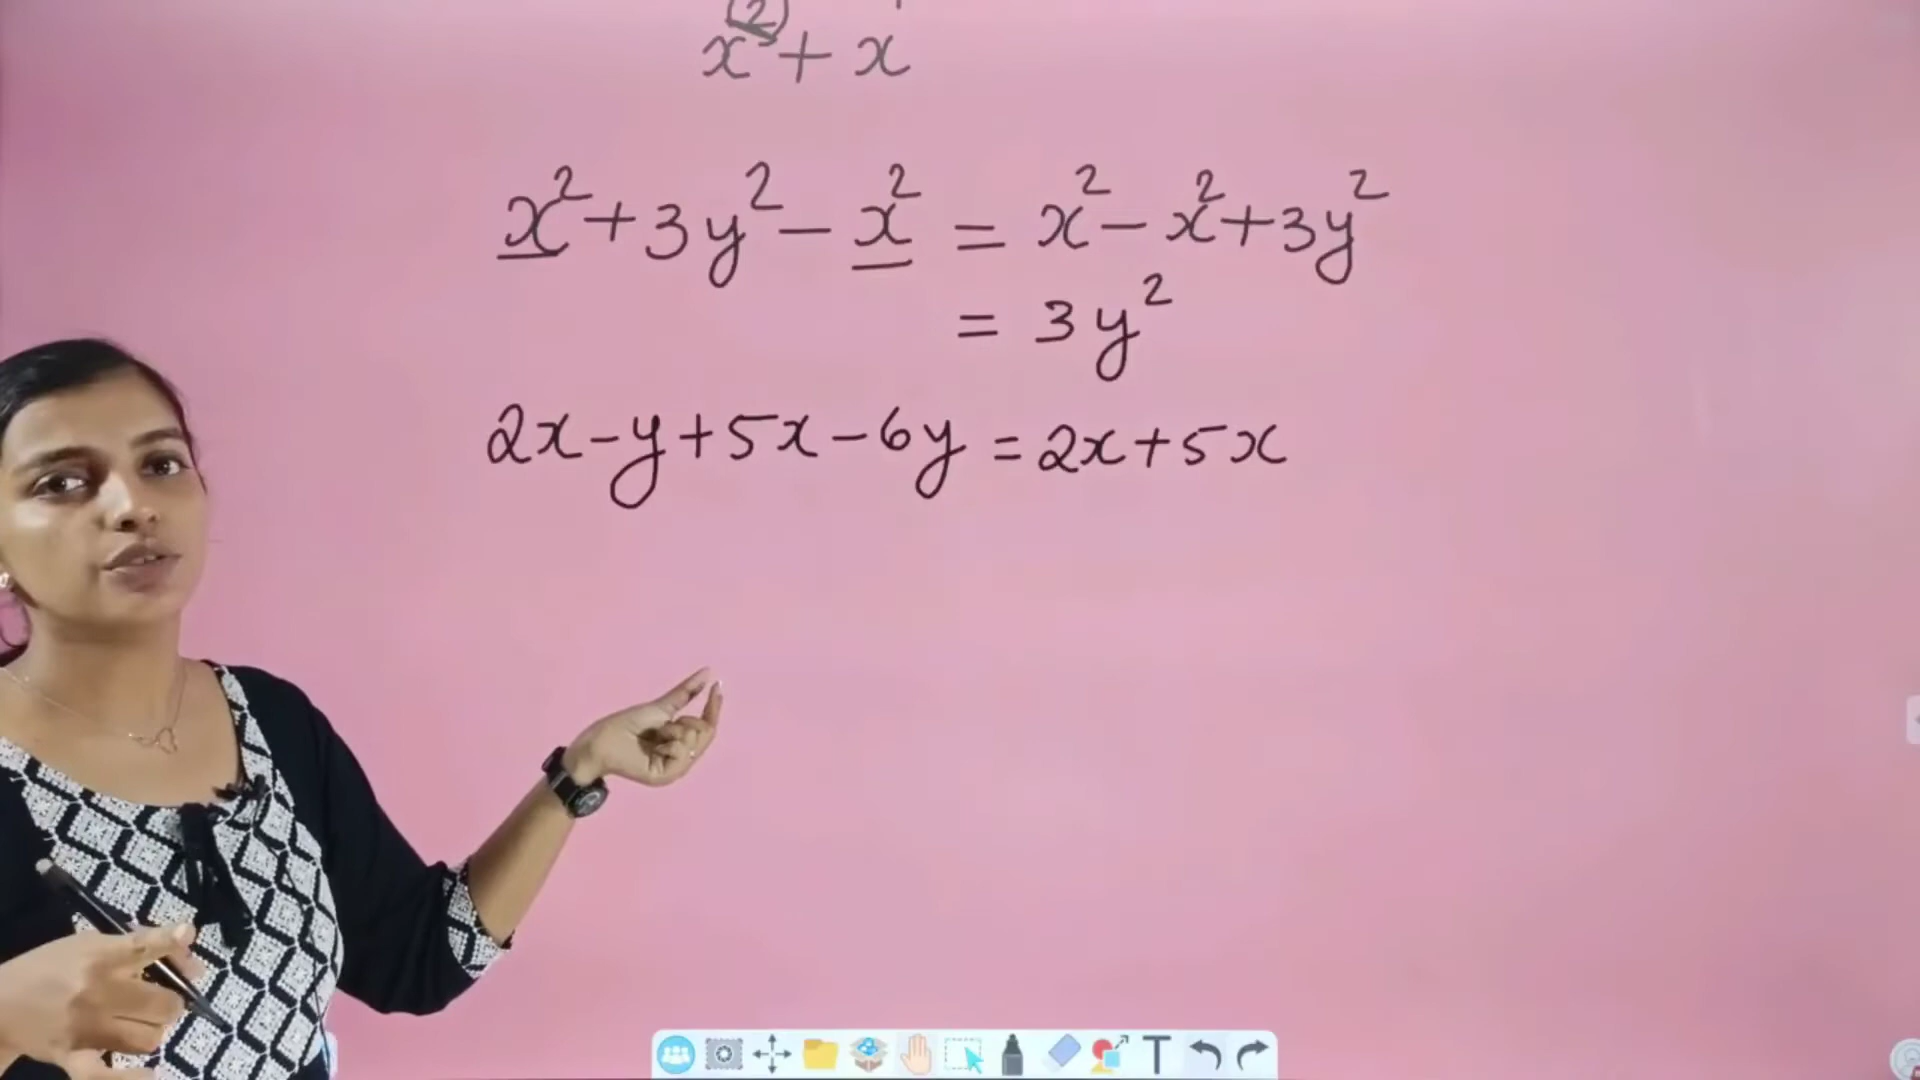 x² + x
x² + 3y² - x² = x² - x² + 3y²
= 3y²
2x - y + 5x - 6y = 2x + 5x
T